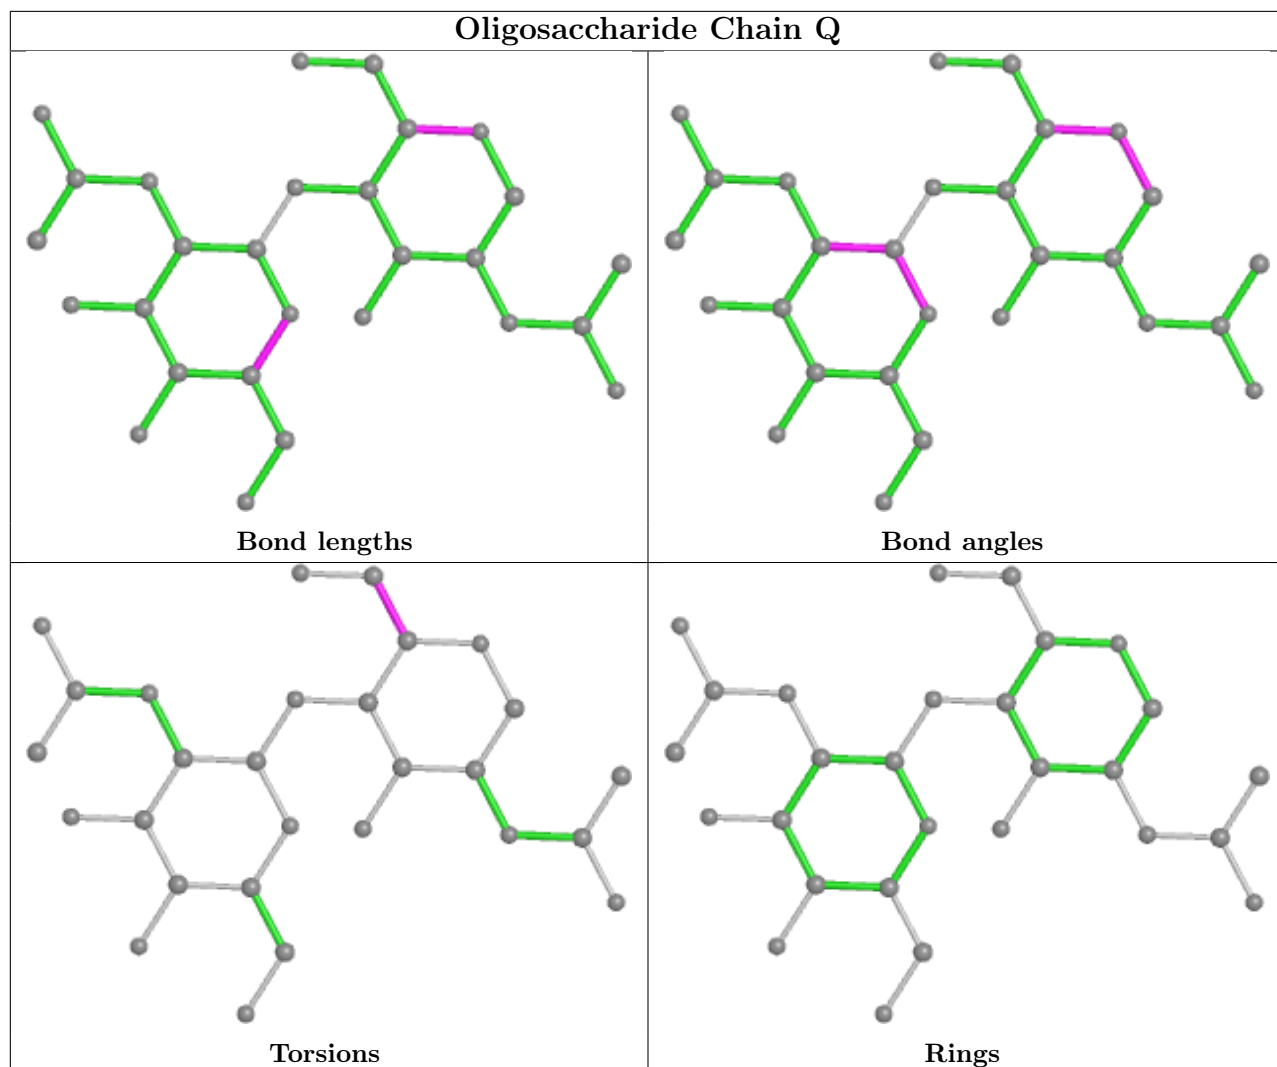 Oligosaccharide Chain Q
Bond lengths
Bond angles
Torsions
Rings